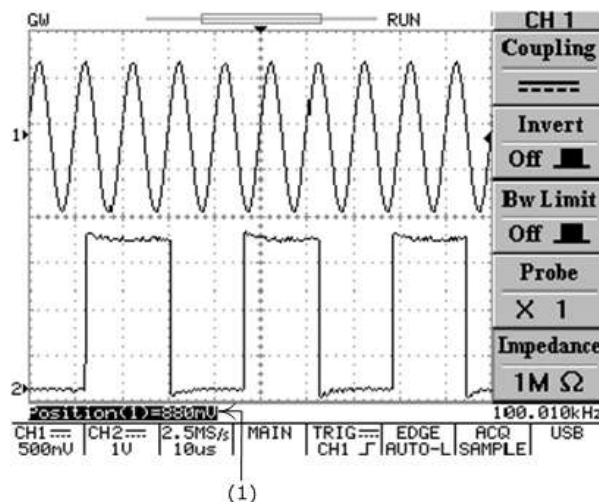 GW RUN CH 1
Coupling
1
Invert
Off
Bw Limit
Off
Probe
X 1
Impedance
1M Ω
2
Position(1)=880mV 100.010kHz
CH1 CH2 2.5MS/s MAIN TRIG EDGE ACQ USB
500mV 1V 10us CH1 AUTO-L SAMPLE
(1)